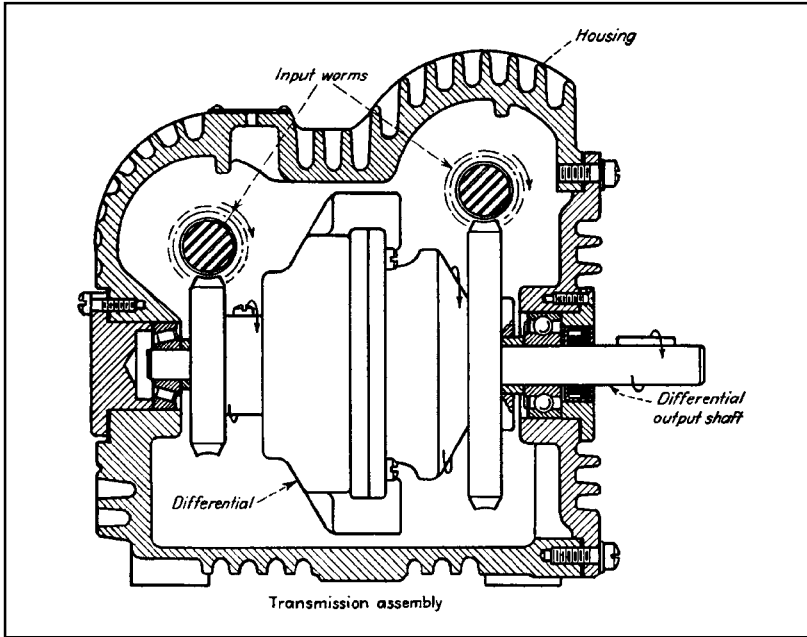 Housing
Input worms
Differential
output shaft
Differential
Transmission assembly